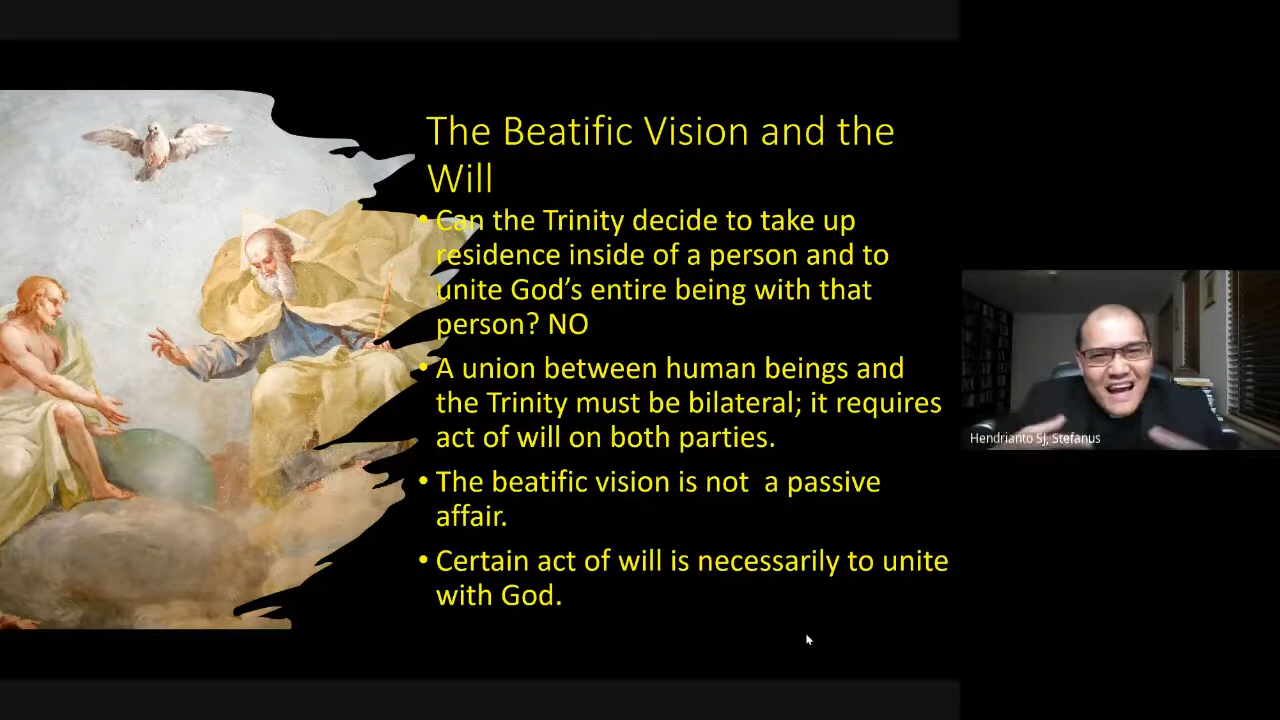 The Beatific Vision and the
Will
• Can the Trinity decide to take up
residence inside of a person and to
unite God’s entire being with that
person? NO
• A union between human beings and
the Trinity must be bilateral; it requires
act of will on both parties.
• The beatific vision is not  a passive
affair.
• Certain act of will is necessarily to unite
with God.
Hendrianto SJ, Stefanus